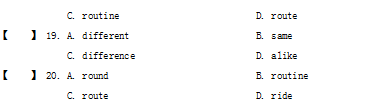 C. routine D. route
【 】 19. A. different B. same
C. difference D. alike
【 】 20. A. round B. routine
C. route D. ride